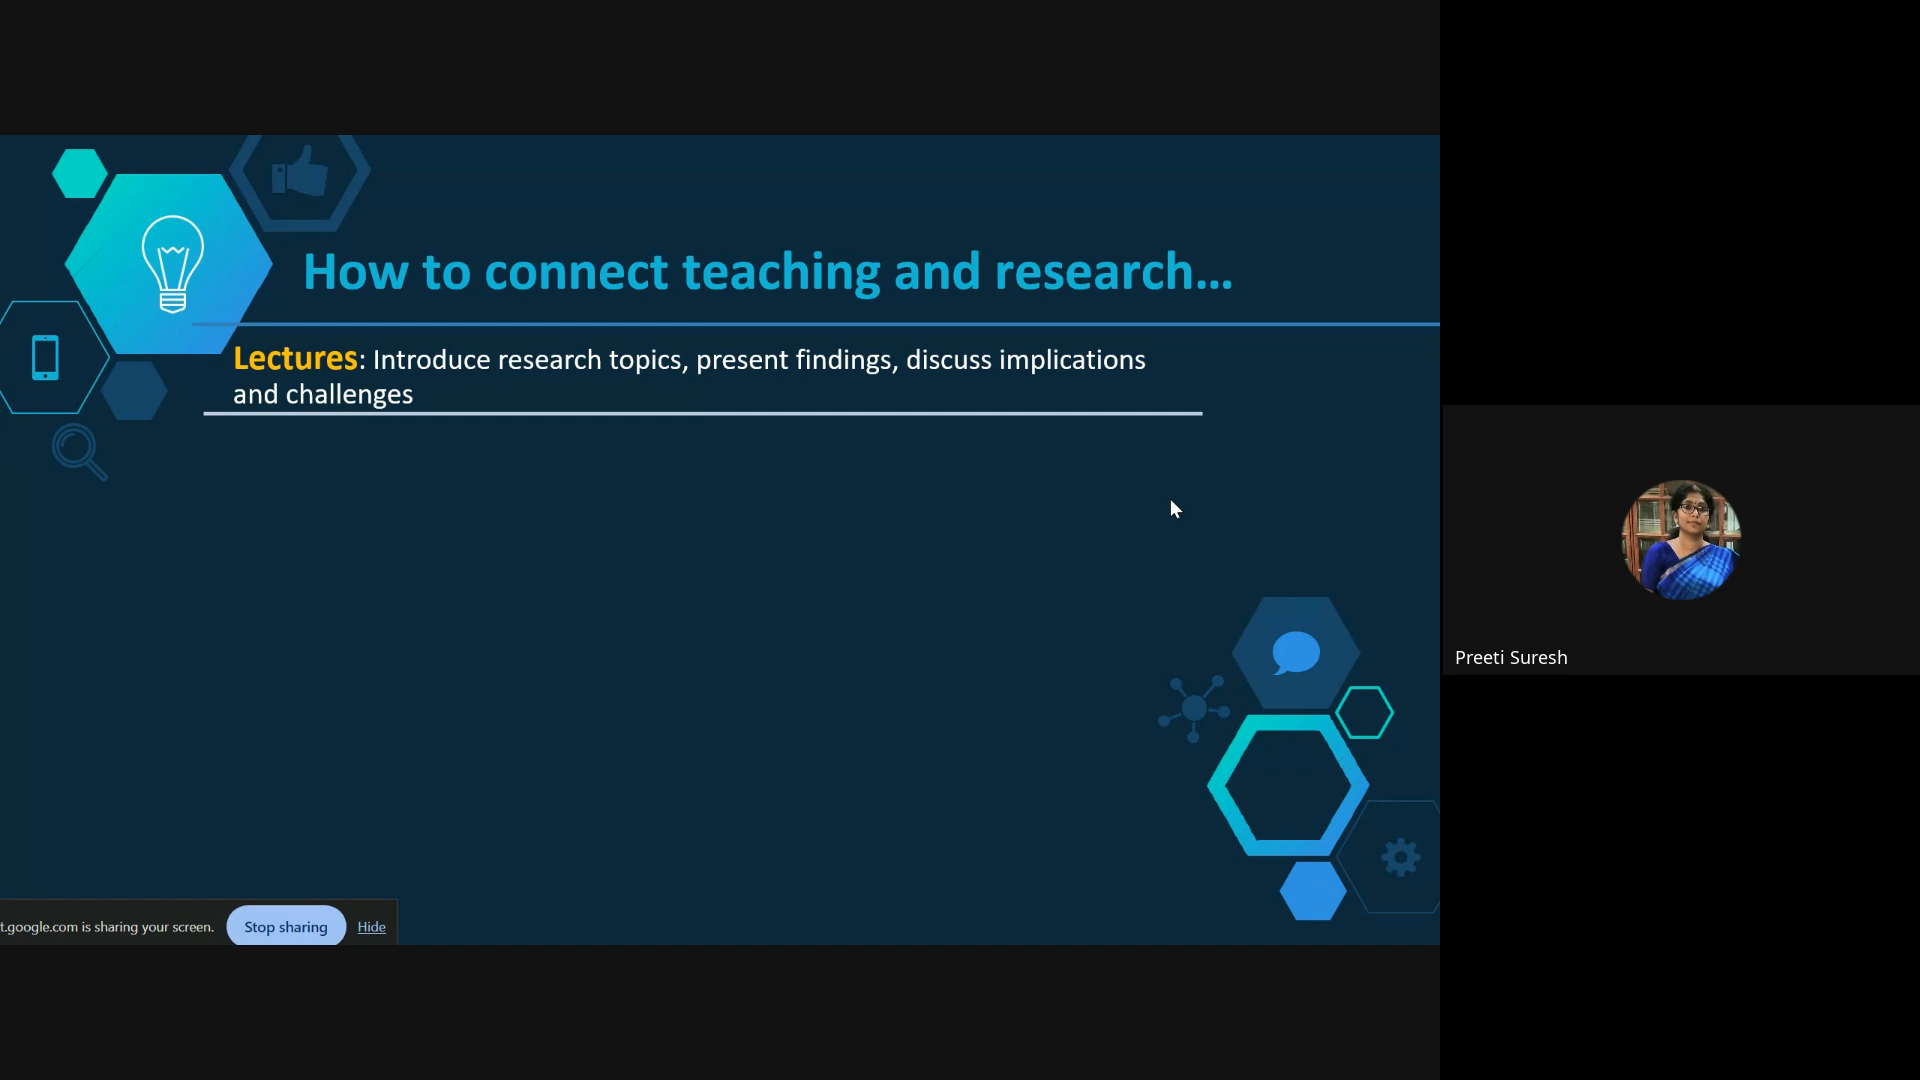 How to connect teaching and research...
Lectures: Introduce research topics, present findings, discuss implications
and challenges
Preeti Suresh
t.google.com is sharing your screen. Stop sharing Hide